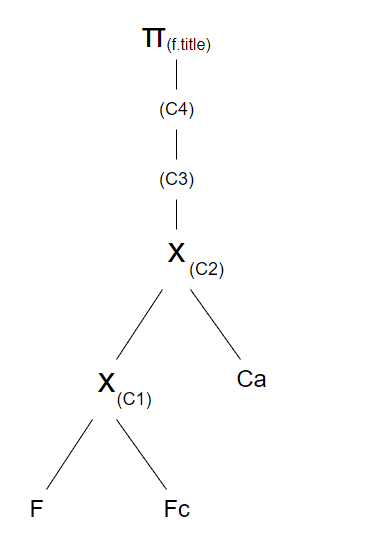 π(f.title)
(C4)
(C3)
X(C2)
Ca
X(C1)
F Fc